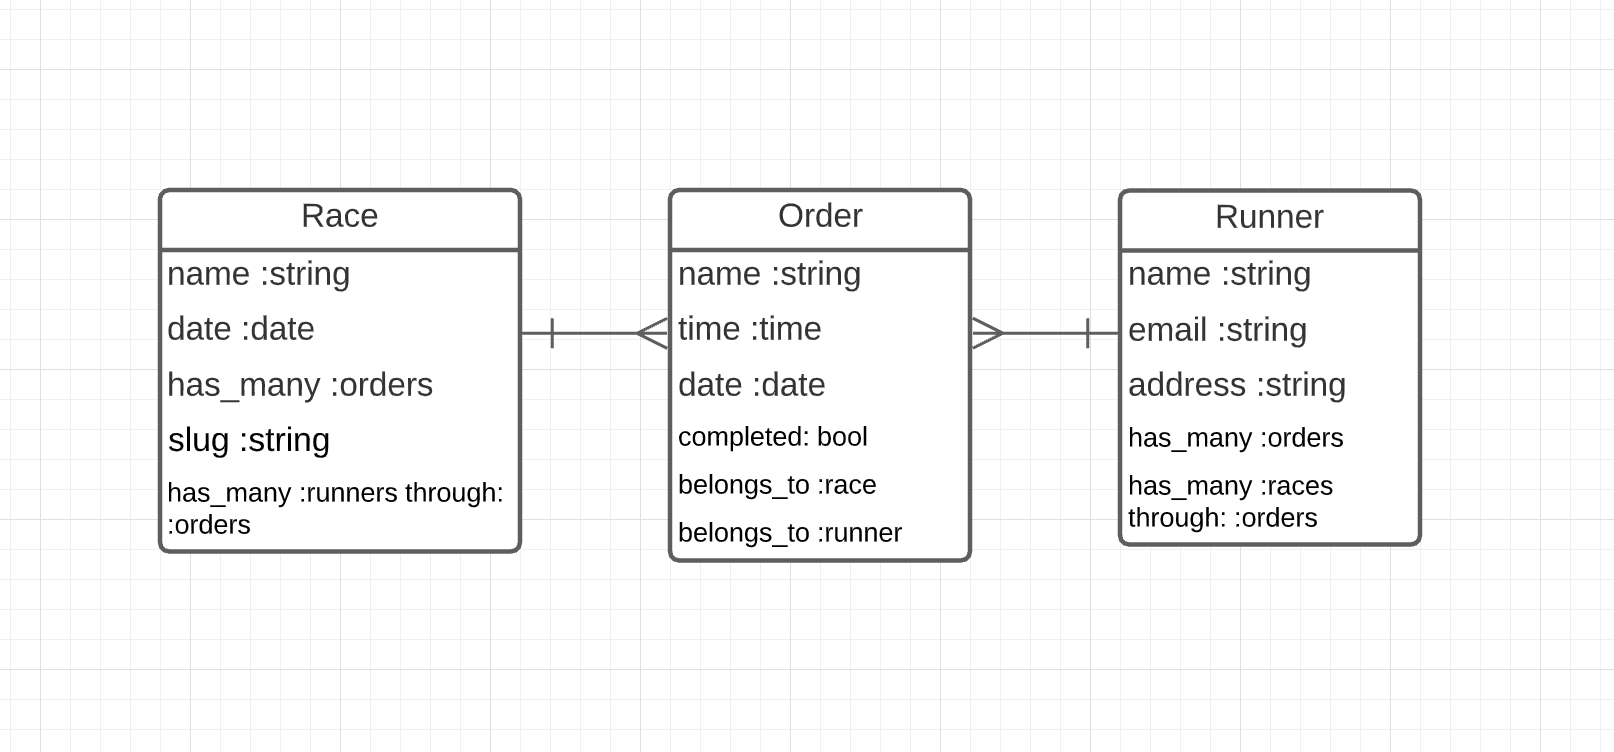 Race
name :string
date :date
has_many :orders
slug :string
has_many :runners through:
:orders
Order
name :string
time :time
date :date
completed: bool
belongs_to :race
belongs_to :runner
Runner
name :string
email :string
address :string
has_many :orders
has_many :races
through: :orders